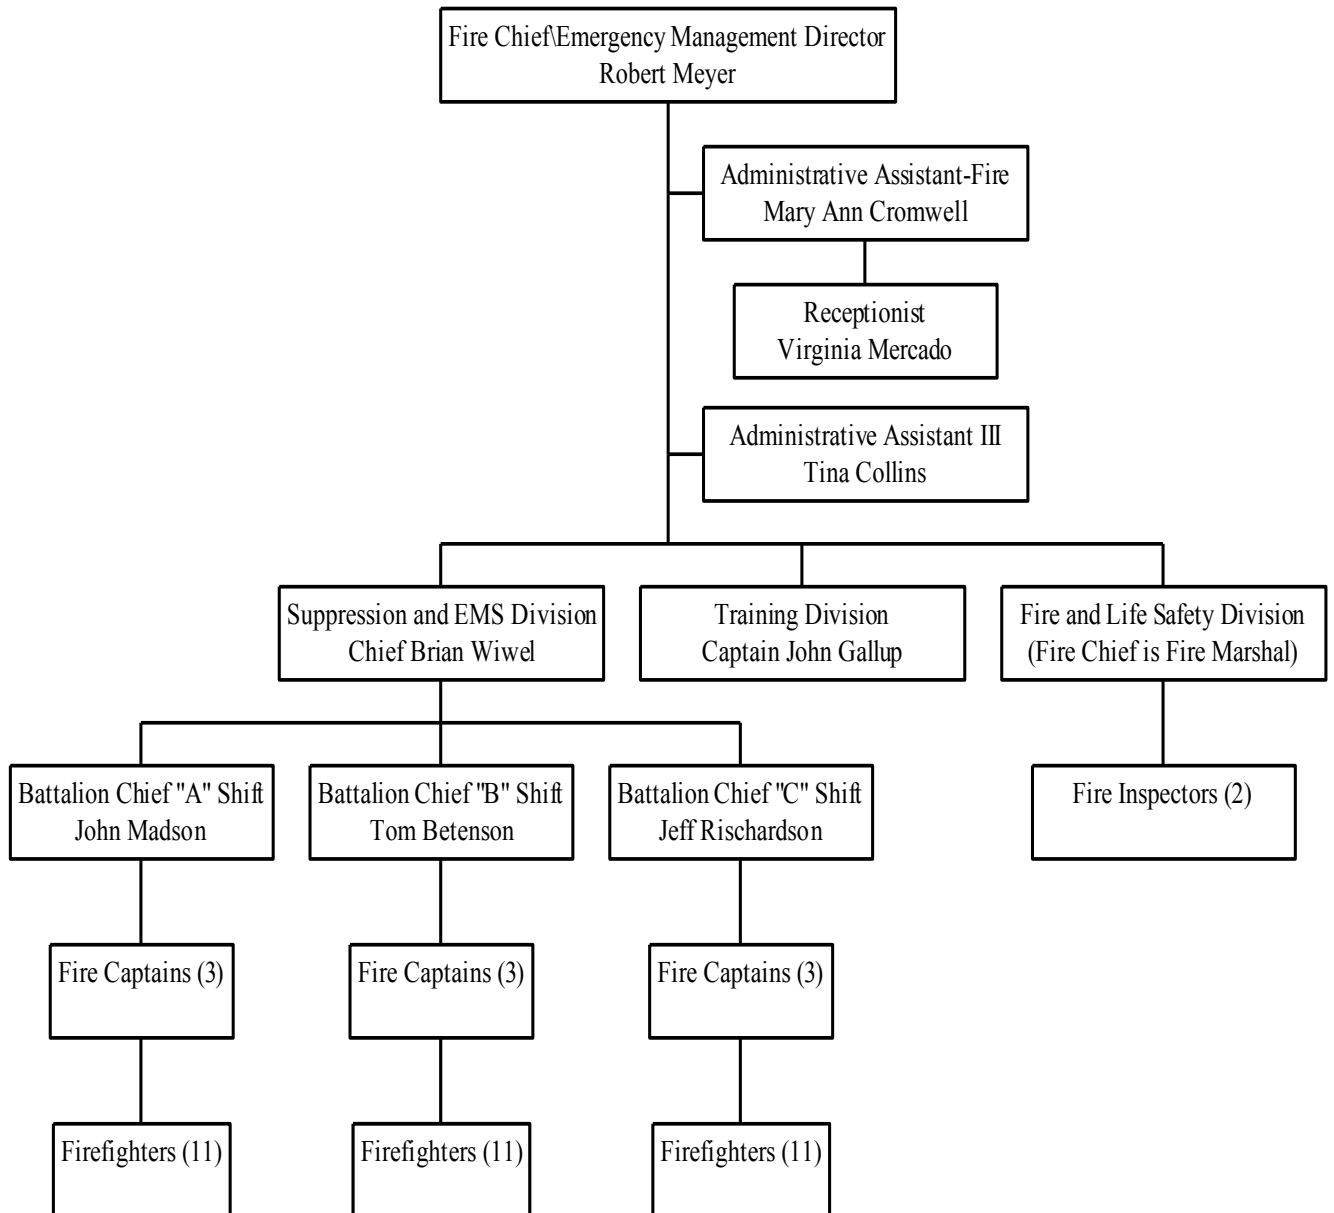 Fire Chief\Emergency Management Director
Robert Meyer
Administrative Assistant-Fire
Mary Ann Cromwell
Receptionist
Virginia Mercado
Administrative Assistant III
Tina Collins
Suppression and EMS Division
Chief Brian Wiwel
Training Division
Captain John Gallup
Fire and Life Safety Division
(Fire Chief is Fire Marshal)
Battalion Chief "A" Shift
John Madson
Battalion Chief "B" Shift
Tom Betenson
Battalion Chief "C" Shift
Jeff Rischardson
Fire Inspectors (2)
Fire Captains (3)
Fire Captains (3)
Fire Captains (3)
Firefighters (11)
Firefighters (11)
Firefighters (11)